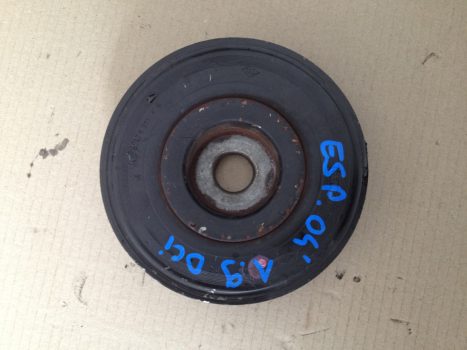 ESP. 04' 1.9 DCi